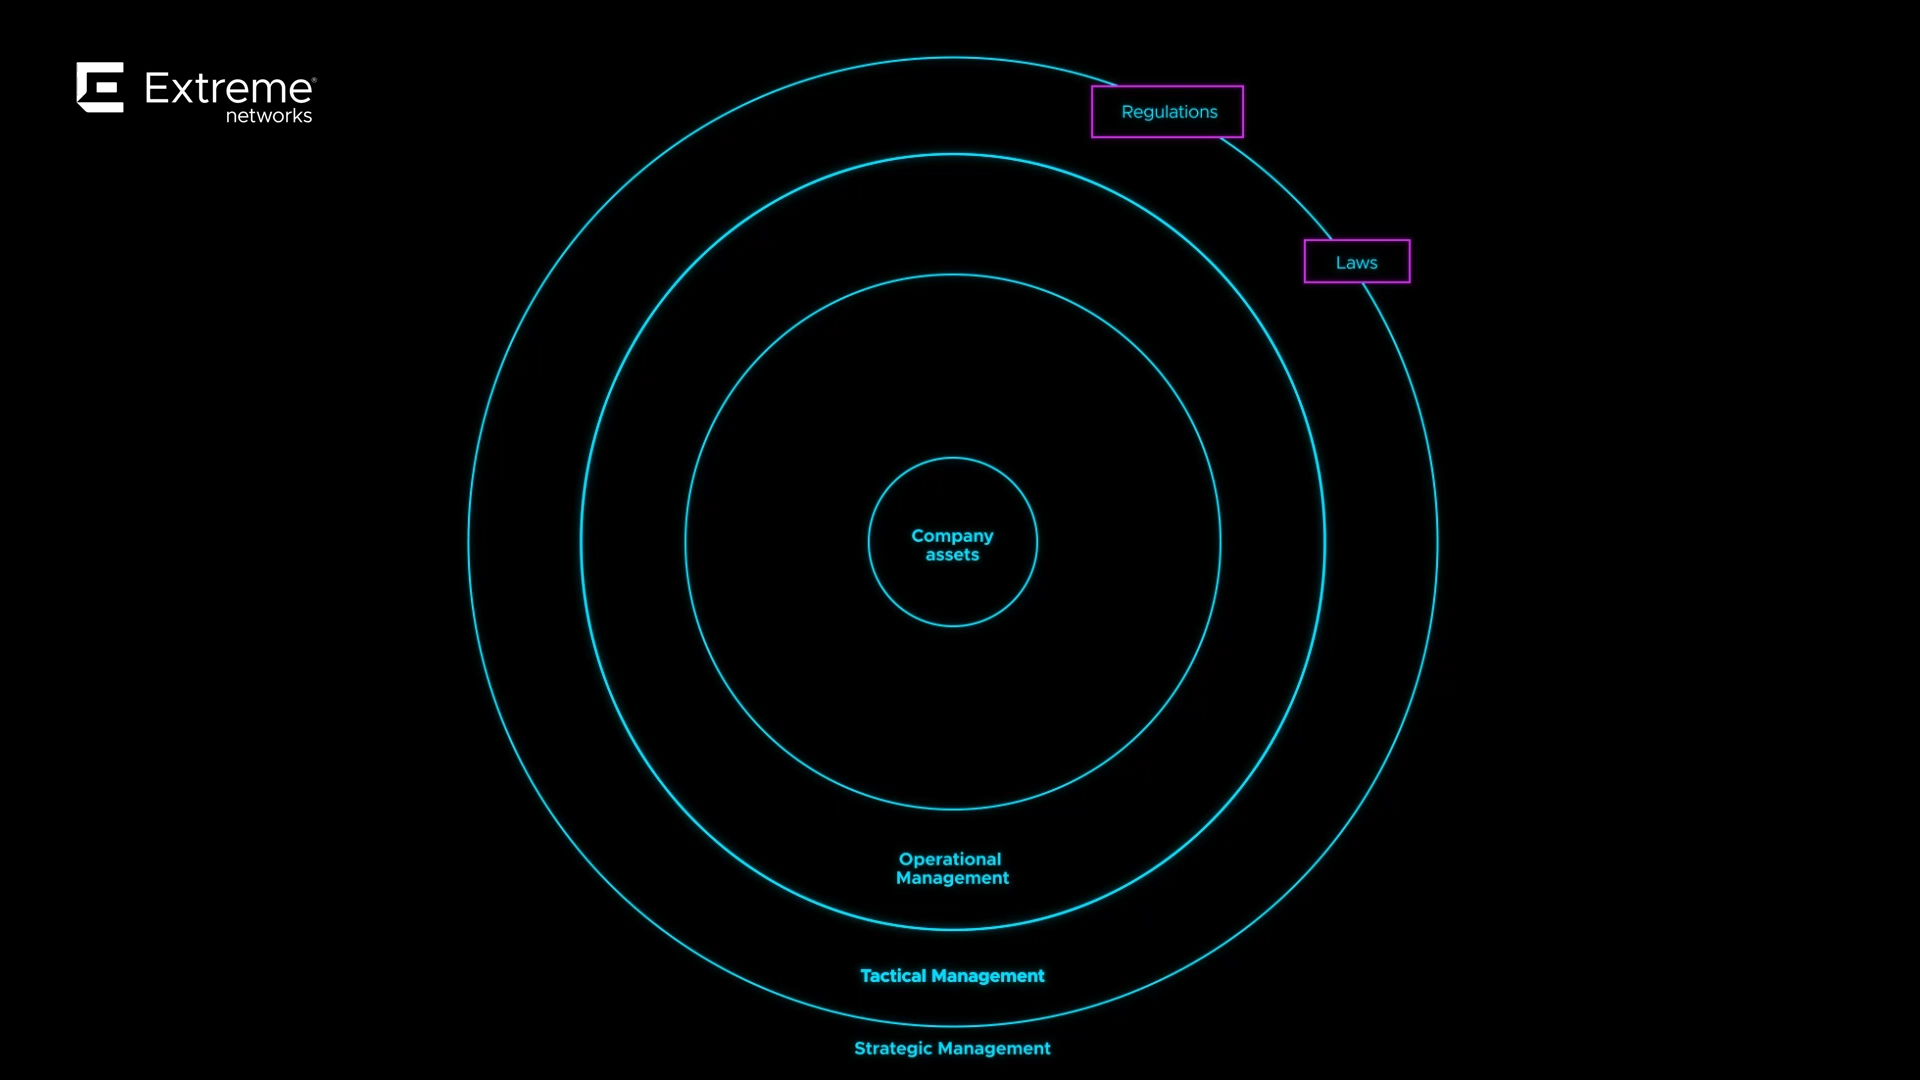 Extreme®
networks
Regulations
Laws
Company
assets
Operational
Management
Tactical Management
Strategic Management